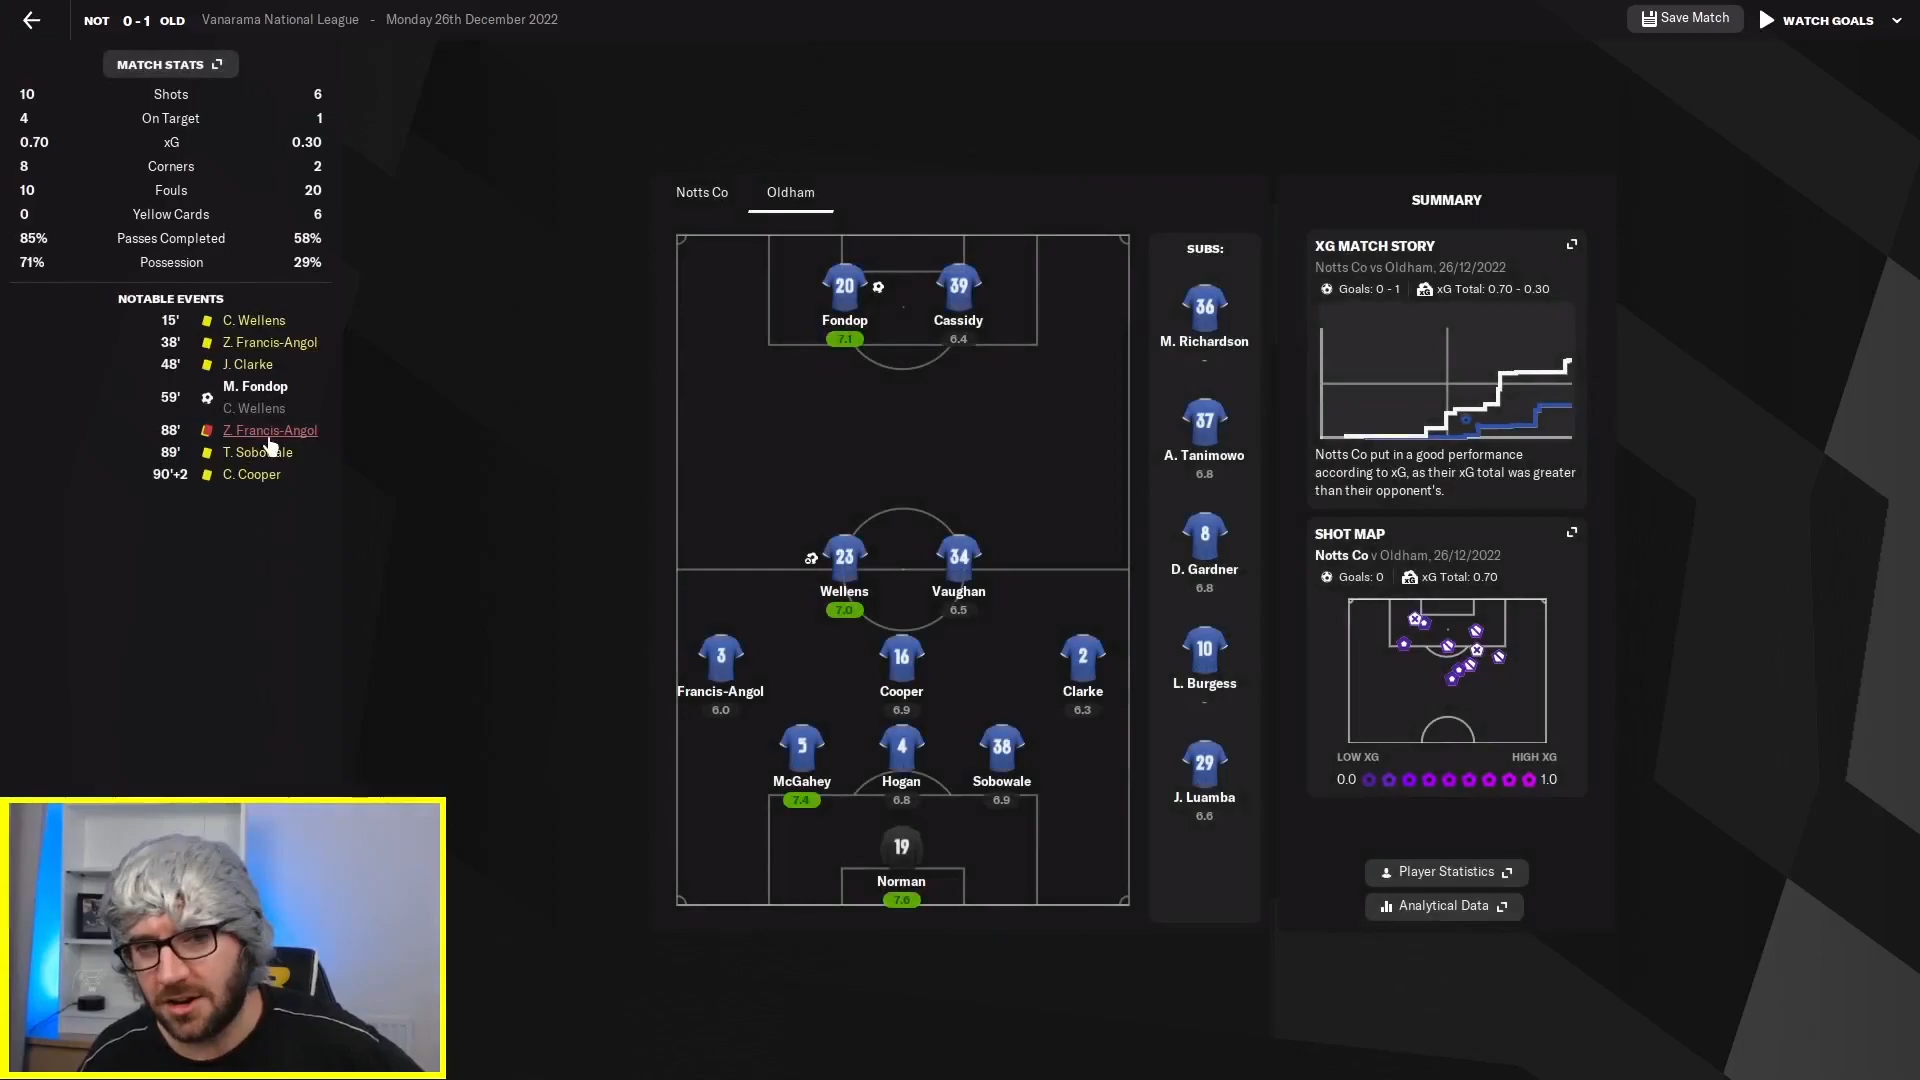 NOT 0 - 1 OLD Vanarama National League - Monday 26th December 2022
Save Match
WATCH GOALS
MATCH STATS
10 Shots 6
4 On Target 1
0.70 xG 0.30
8 Corners 2
10 Fouls 20
0 Yellow Cards 6
85% Passes Completed 58%
71% Possession 29%
NOTABLE EVENTS
15' C. Wellens
38' Z. Francis-Angol
48' J. Clarke
59' M. Fondop
C. Wellens
88' Z. Francis-Angol
89' T. Sobowale
90'+2 C. Cooper
Notts Co Oldham
20 39
Fondop Cassidy
7.1 6.4
23 34
Wellens Vaughan
7.0 6.5
3 16 2
Francis-Angol Cooper Clarke
6.0 6.9 6.3
5 4 38
McGahey Hogan Sobowale
7.4 6.8 6.9
19
Norman
7.6
SUBS:
36
M. Richardson
-
37
A. Tanimowo
6.8
8
D. Gardner
6.8
10
L. Burgess
-
29
J. Luamba
6.6
SUMMARY
XG MATCH STORY
Notts Co vs Oldham, 26/12/2022
Goals: 0 - 1 xG Total: 0.70 - 0.30
Notts Co put in a good performance
according to xG, as their xG total was greater
than their opponent's.
SHOT MAP
Notts Co v Oldham, 26/12/2022
Goals: 0 xG Total: 0.70
LOW XG HIGH XG
0.0 1.0
Player Statistics
Analytical Data